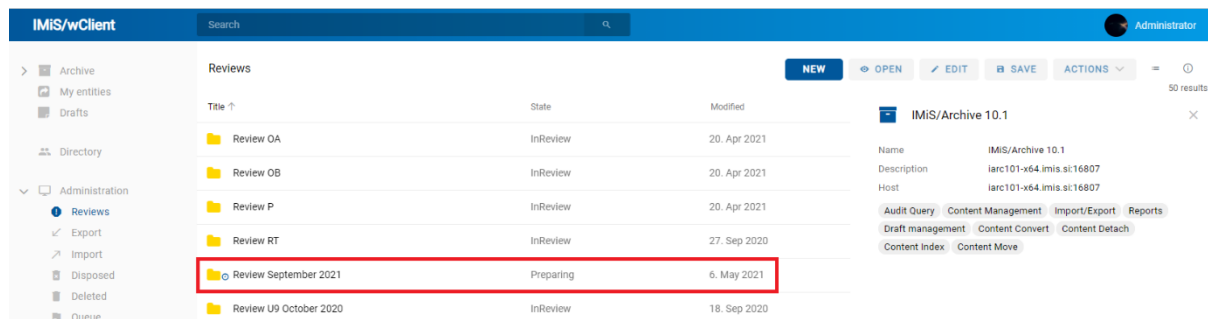 IMiS/wClient
Search
Administrator
Archive
My entities
Drafts
Directory
Administration
Reviews
Export
Import
Disposed
Deleted
Queue
Reviews
NEW
OPEN
EDIT
SAVE
ACTIONS
50 results
Title State Modified
Review OA InReview 20. Apr 2021
Review OB InReview 20. Apr 2021
Review P InReview 20. Apr 2021
Review RT InReview 27. Sep 2020
Review September 2021 Preparing 6. May 2021
Review U9 October 2020 InReview 18. Sep 2020
IMiS/Archive 10.1
Name IMiS/Archive 10.1
Description iarc101-x64.imis.si:16807
Host iarc101-x64.imis.si:16807
Audit Query Content Management Import/Export Reports
Draft management Content Convert Content Detach
Content Index Content Move